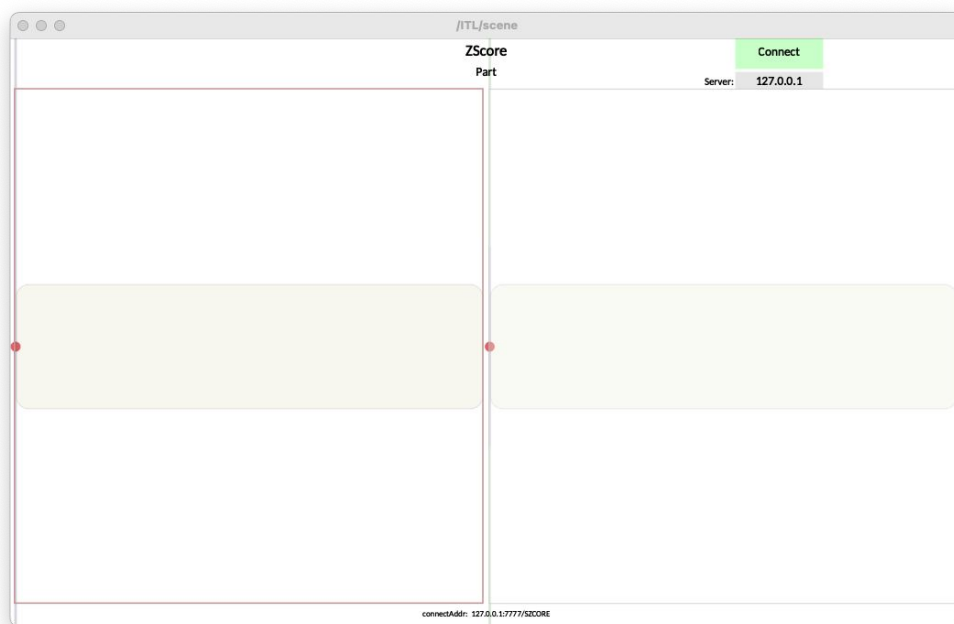 /ITL/scene
ZScore
Connect
Part
Server: 127.0.0.1
connectAddr: 127.0.0.1:7777/SZCORE